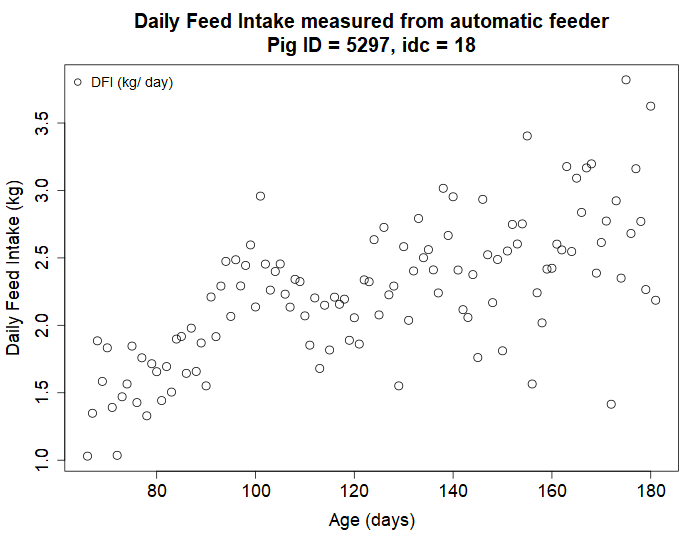 Daily Feed Intake measured from automatic feeder
Pig ID = 5297, idc = 18
DFI (kg/ day)
Daily Feed Intake (kg)
3.5
3.0
2.5
2.0
1.5
1.0
80 100 120 140 160 180
Age (days)